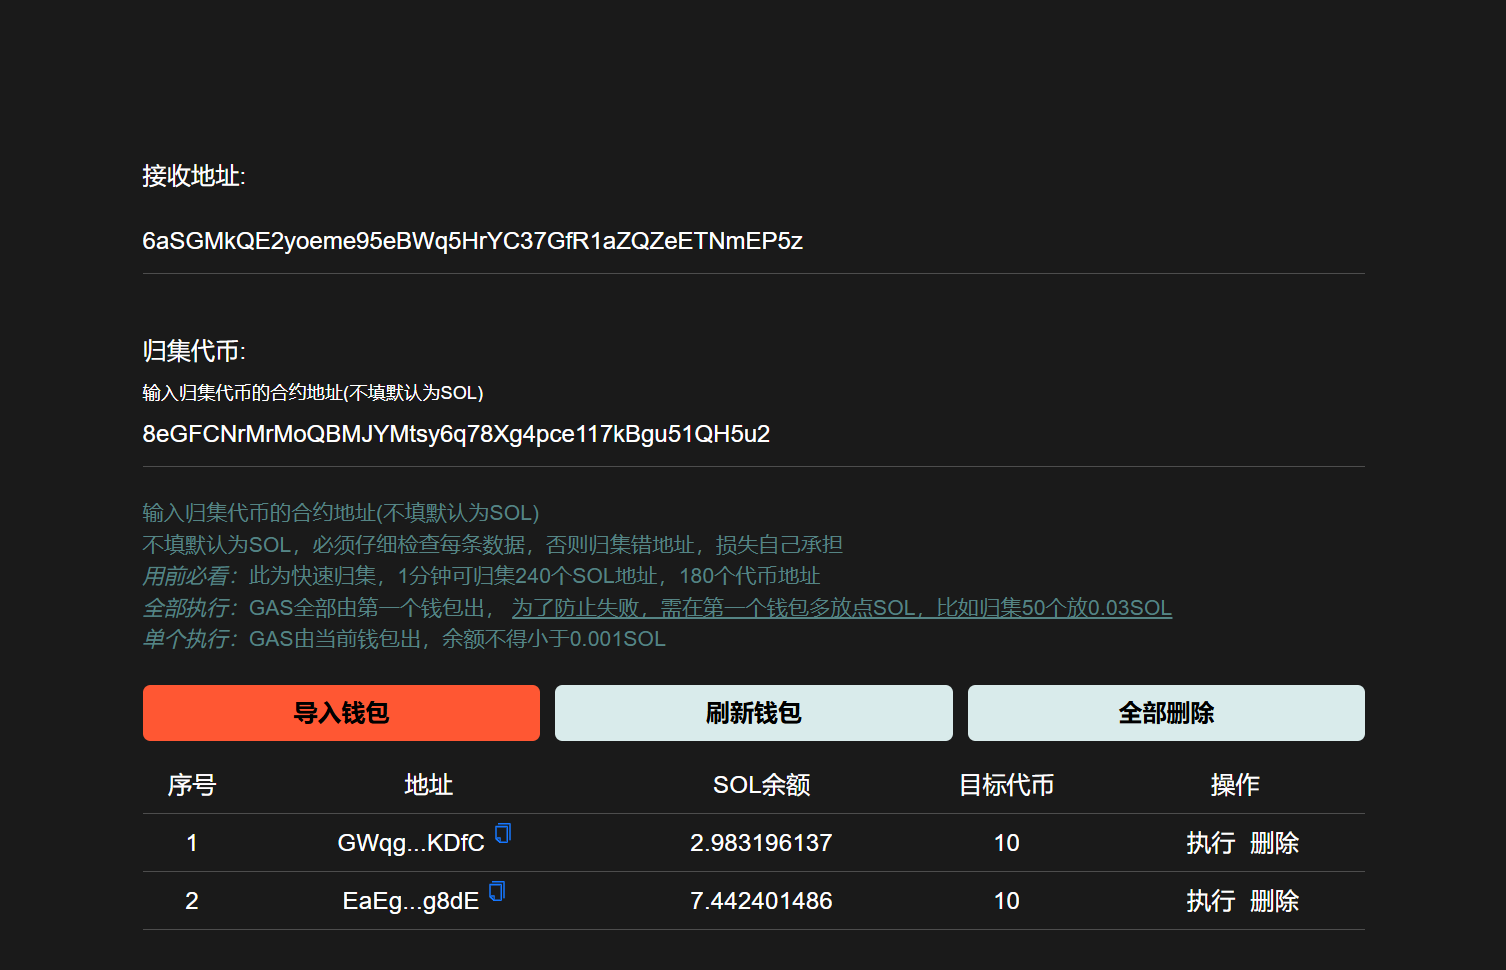 接收地址:
6aSGMkQE2yoeme95eBWq5HrYC37GfR1aZQZeETNmEP5z
归集代币:
输入归集代币的合约地址(不填默认为SOL)
8eGFCNrMrMoQBMJYMtsy6q78Xg4pce117kBgu51QH5u2
输入归集代币的合约地址(不填默认为SOL)
不填默认为SOL，必须仔细检查每条数据，否则归集错地址，损失自己承担
用前必看：此为快速归集，1分钟可归集240个SOL地址，180个代币地址
全部执行：GAS全部由第一个钱包出， 为了防止失败，需在第一个钱包多放点SOL，比如归集50个放0.03SOL
单个执行：GAS由当前钱包出，余额不得小于0.001SOL
导入钱包 刷新钱包 全部删除
序号 地址 SOL余额 目标代币 操作
1 GWqg...KDfC 2.983196137 10 执行 删除
2 EaEg...g8dE 7.442401486 10 执行 删除